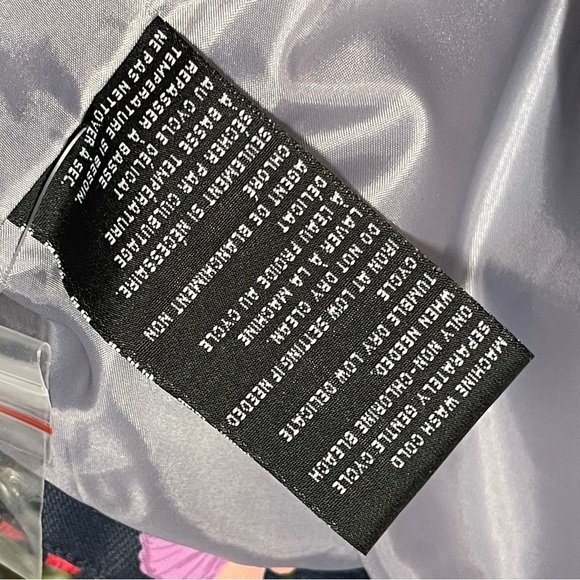 MACHINE WASH COLD
SEPARATELY GENTLE CYCLE
ONLY NON-CHLORINE BLEACH
WHEN NEEDED.
TUMBLE DRY LOW-DELICATE
CYCLE
IRON AT LOW SETTING IF NEEDED
DO NOT DRY CLEAN.
LAVER À LA MACHINE
À L'EAU FROIDE AU CYCLE
DÉLICAT
AGENT DE BLANCHIMENT NON
CHLORE
SEULEMENT SI NÉCESSAIRE.
SÉCHER PAR CULBUTAGE
À BASSE TEMPÉRATURE
AU CYCLE DÉLICAT
REPASSER À BASSE
TEMPÉRATURE SI BESOIN.
NE PAS NETTOYER À SEC.